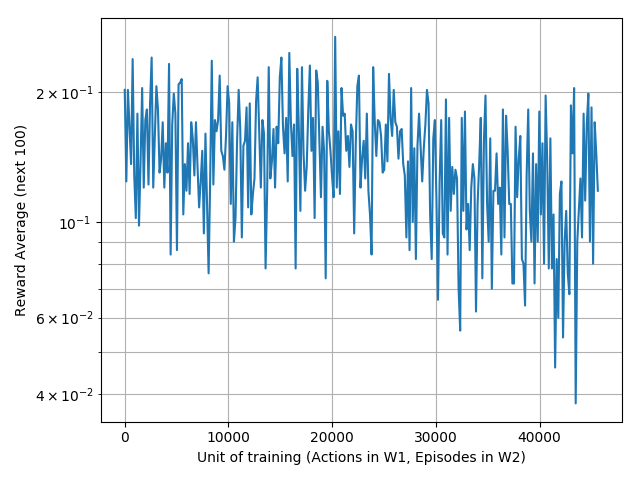 Reward Average (next 100)
2 × 10⁻¹
10⁻¹
6 × 10⁻²
4 × 10⁻²
0 10000 20000 30000 40000
Unit of training (Actions in W1, Episodes in W2)